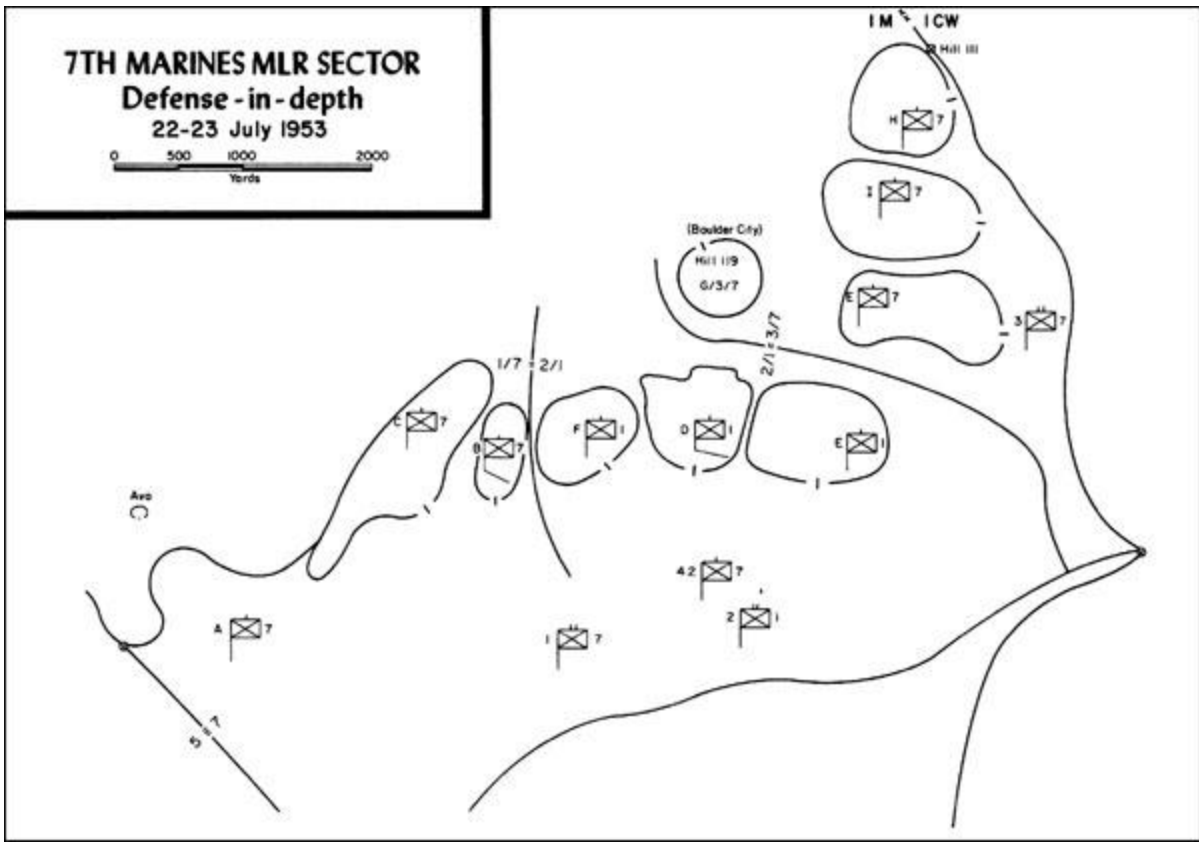 7TH MARINES MLR SECTOR
Defense-in-depth
22-23 July 1953
0 500 1000 2000
Yards
1M 1CW
Hill 111
H 7
I 7
(Boulder City)
Hill 119
G/3/7
E 7
3 7
2/1 3/7
1/7 2/1
C 7
B 7
F 1
D 1
E 1
Ava
4.2 7
2 1
A 7
1 7
5 7